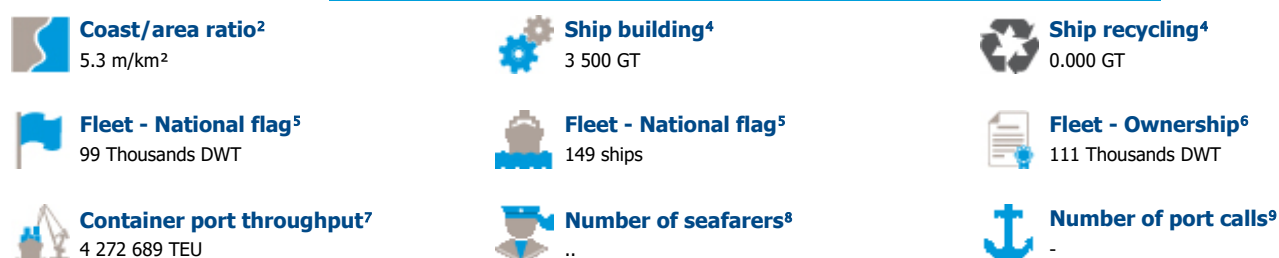 Coast/area ratio²
5.3 m/km²
Ship building⁴
3 500 GT
Ship recycling⁴
0.000 GT
Fleet - National flag⁵
99 Thousands DWT
Fleet - National flag⁵
149 ships
Fleet - Ownership⁶
111 Thousands DWT
Container port throughput⁷
4 272 689 TEU
Number of seafarers⁸
..
Number of port calls⁹
-